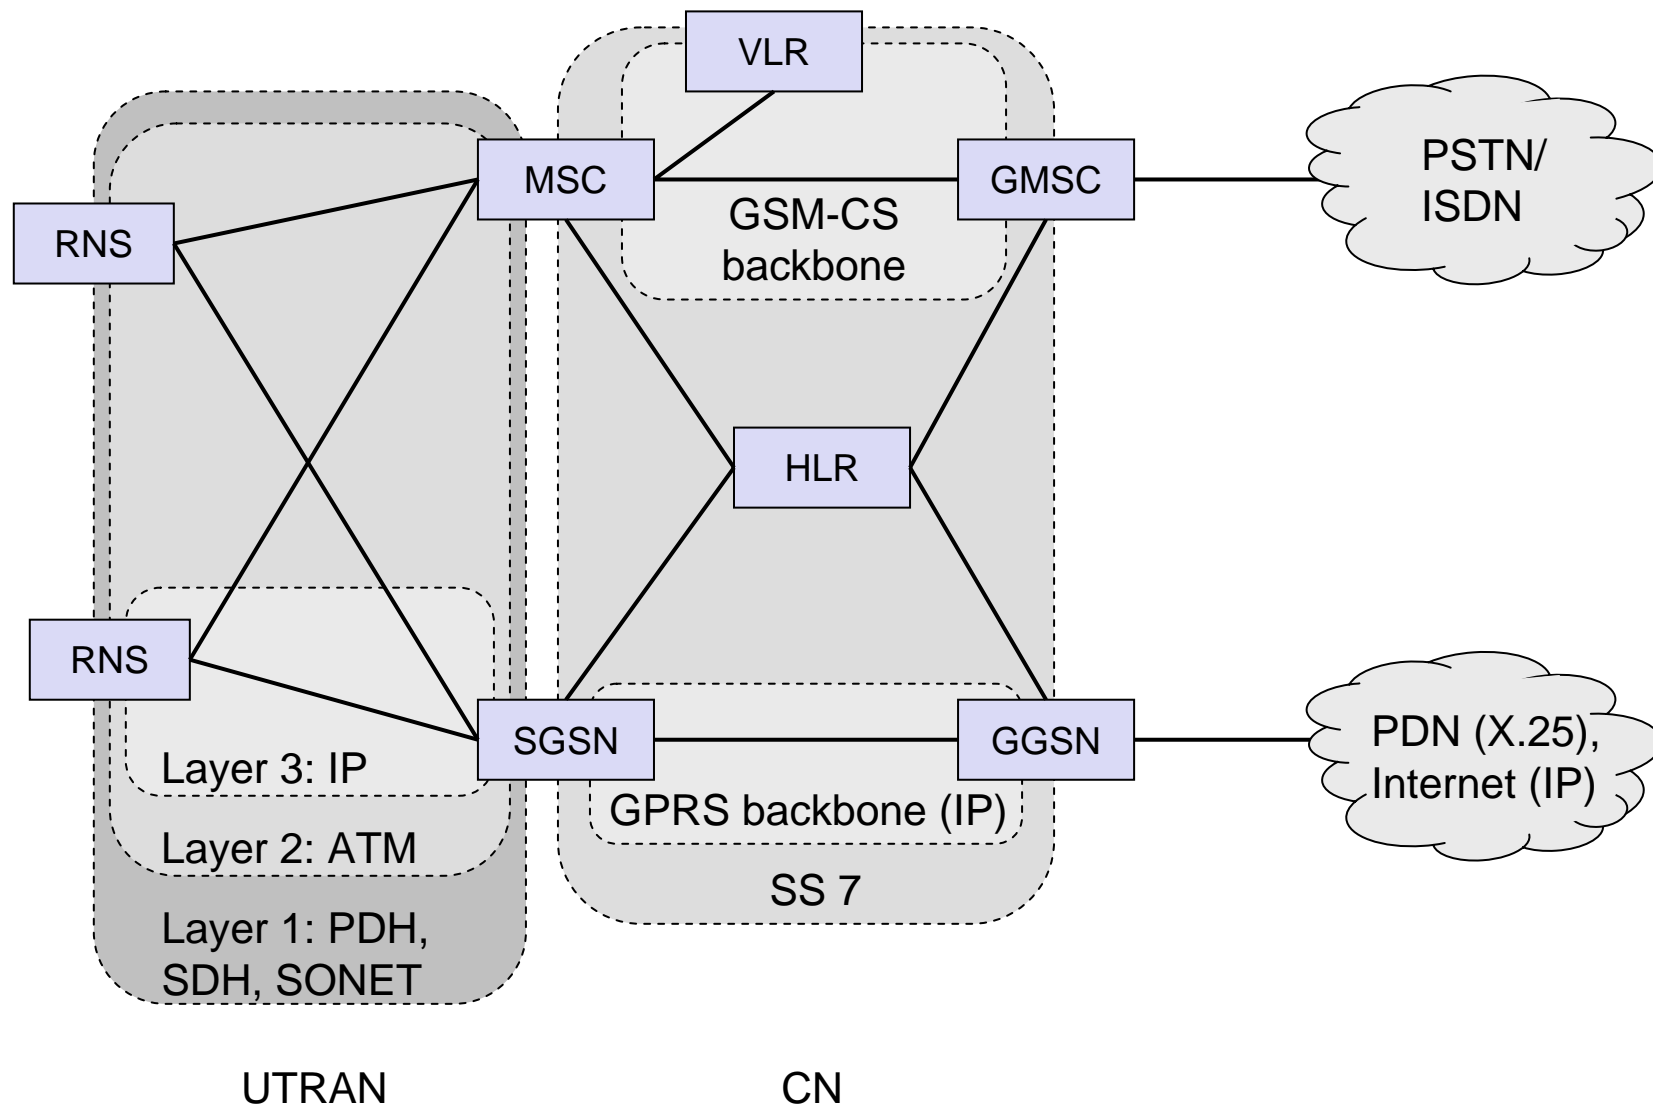 VLR
MSC
GMSC
PSTN/
ISDN
GSM-CS
backbone
RNS
HLR
RNS
SGSN
GGSN
PDN (X.25),
Internet (IP)
Layer 3: IP
GPRS backbone (IP)
Layer 2: ATM
SS 7
Layer 1: PDH,
SDH, SONET
UTRAN
CN